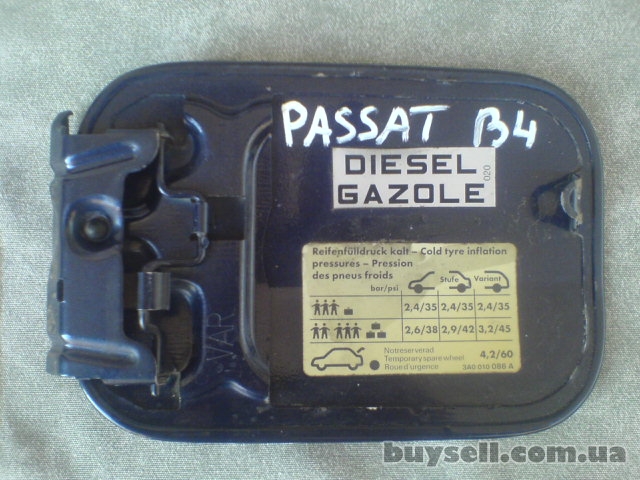 PASSAT B4
DIESEL 020
GAZOLE
Reifenfülldruck kalt – Cold tyre inflation
pressures – Pression
des pneus froids
bar/psi Stufe Variant
2,4/35 2,4/35 2,4/35
2,6/38 2,9/42 3,2/45
Notreserverad
Temporary spare wheel 4,2/60
Roue d'urgence 3A0 010 086 A
VAR
buysell.com.ua